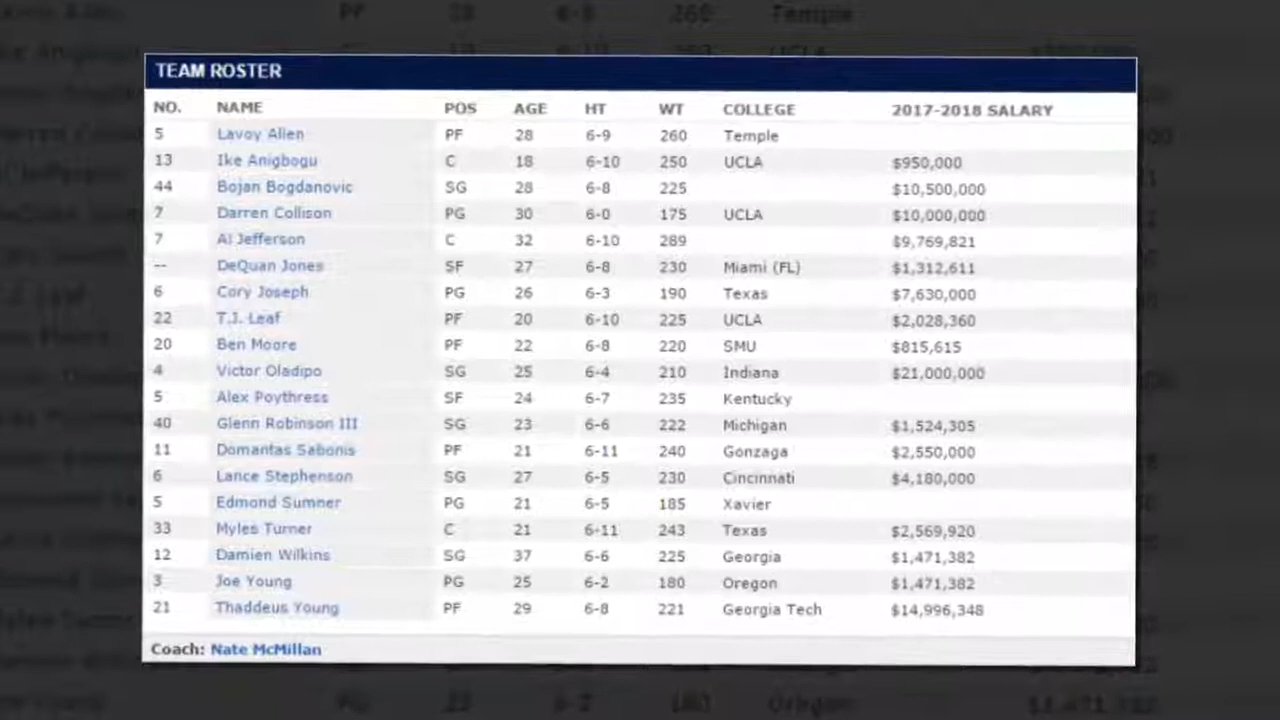 TEAM ROSTER
NO. NAME POS AGE HT WT COLLEGE 2017-2018 SALARY
5 Lavoy Allen PF 28 6-9 260 Temple
13 Ike Anigbogu C 18 6-10 250 UCLA $950,000
44 Bojan Bogdanovic SG 28 6-8 225 $10,500,000
7 Darren Collison PG 30 6-0 175 UCLA $10,000,000
7 Al Jefferson C 32 6-10 289 $9,769,821
-- DeQuan Jones SF 27 6-8 230 Miami (FL) $1,312,611
6 Cory Joseph PG 26 6-3 190 Texas $7,630,000
22 T.J. Leaf PF 20 6-10 225 UCLA $2,028,360
20 Ben Moore PF 22 6-8 220 SMU $815,615
4 Victor Oladipo SG 25 6-4 210 Indiana $21,000,000
5 Alex Poythress SF 24 6-7 235 Kentucky
40 Glenn Robinson III SG 23 6-6 222 Michigan $1,524,305
11 Domantas Sabonis PF 21 6-11 240 Gonzaga $2,550,000
6 Lance Stephenson SG 27 6-5 230 Cincinnati $4,180,000
5 Edmond Sumner PG 21 6-5 185 Xavier
33 Myles Turner C 21 6-11 243 Texas $2,569,920
12 Damien Wilkins SG 37 6-6 225 Georgia $1,471,382
3 Joe Young PG 25 6-2 180 Oregon $1,471,382
21 Thaddeus Young PF 29 6-8 221 Georgia Tech $14,996,348
Coach: Nate McMillan